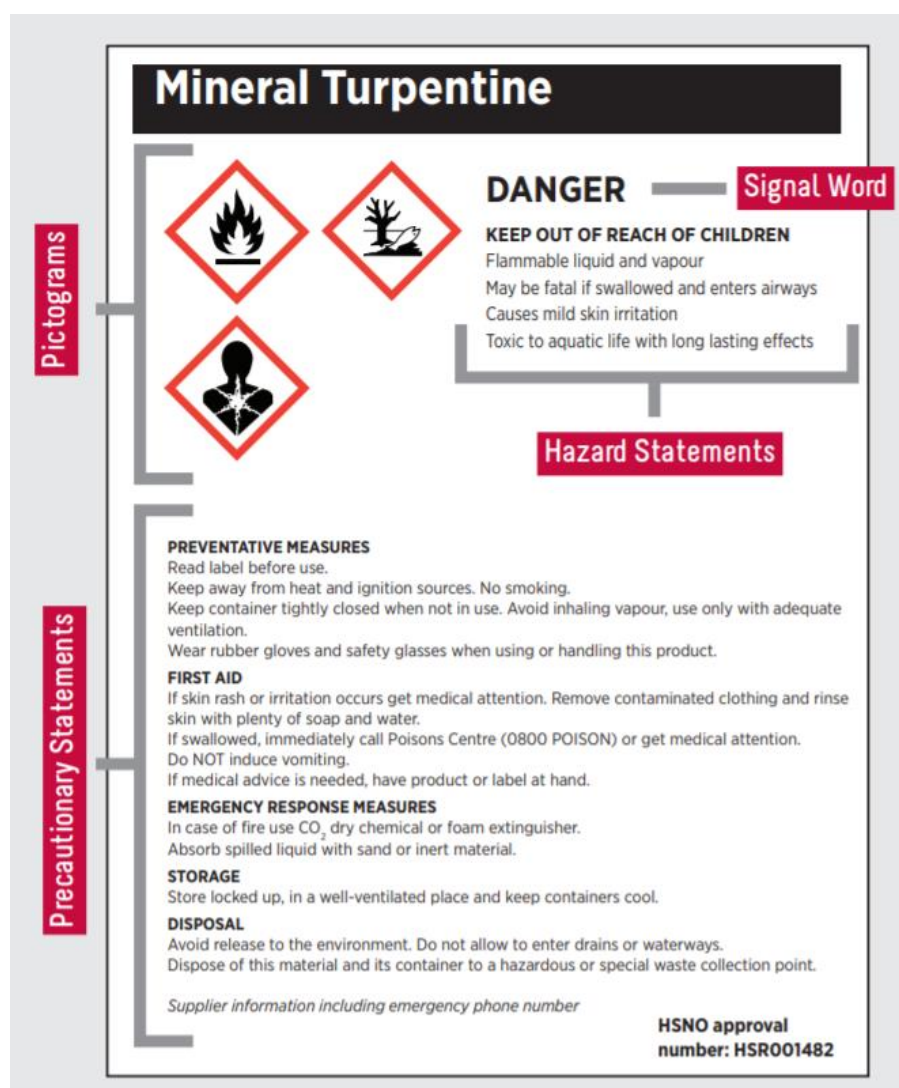 Mineral Turpentine
Pictograms
DANGER
Signal Word
KEEP OUT OF REACH OF CHILDREN
Flammable liquid and vapour
May be fatal if swallowed and enters airways
Causes mild skin irritation
Toxic to aquatic life with long lasting effects
Hazard Statements
Precautionary Statements
PREVENTATIVE MEASURES
Read label before use.
Keep away from heat and ignition sources. No smoking.
Keep container tightly closed when not in use. Avoid inhaling vapour, use only with adequate
ventilation.
Wear rubber gloves and safety glasses when using or handling this product.
FIRST AID
If skin rash or irritation occurs get medical attention. Remove contaminated clothing and rinse
skin with plenty of soap and water.
If swallowed, immediately call Poisons Centre (0800 POISON) or get medical attention.
Do NOT induce vomiting.
If medical advice is needed, have product or label at hand.
EMERGENCY RESPONSE MEASURES
In case of fire use CO₂ dry chemical or foam extinguisher.
Absorb spilled liquid with sand or inert material.
STORAGE
Store locked up, in a well-ventilated place and keep containers cool.
DISPOSAL
Avoid release to the environment. Do not allow to enter drains or waterways.
Dispose of this material and its container to a hazardous or special waste collection point.
Supplier information including emergency phone number
HSNO approval
number: HSR001482